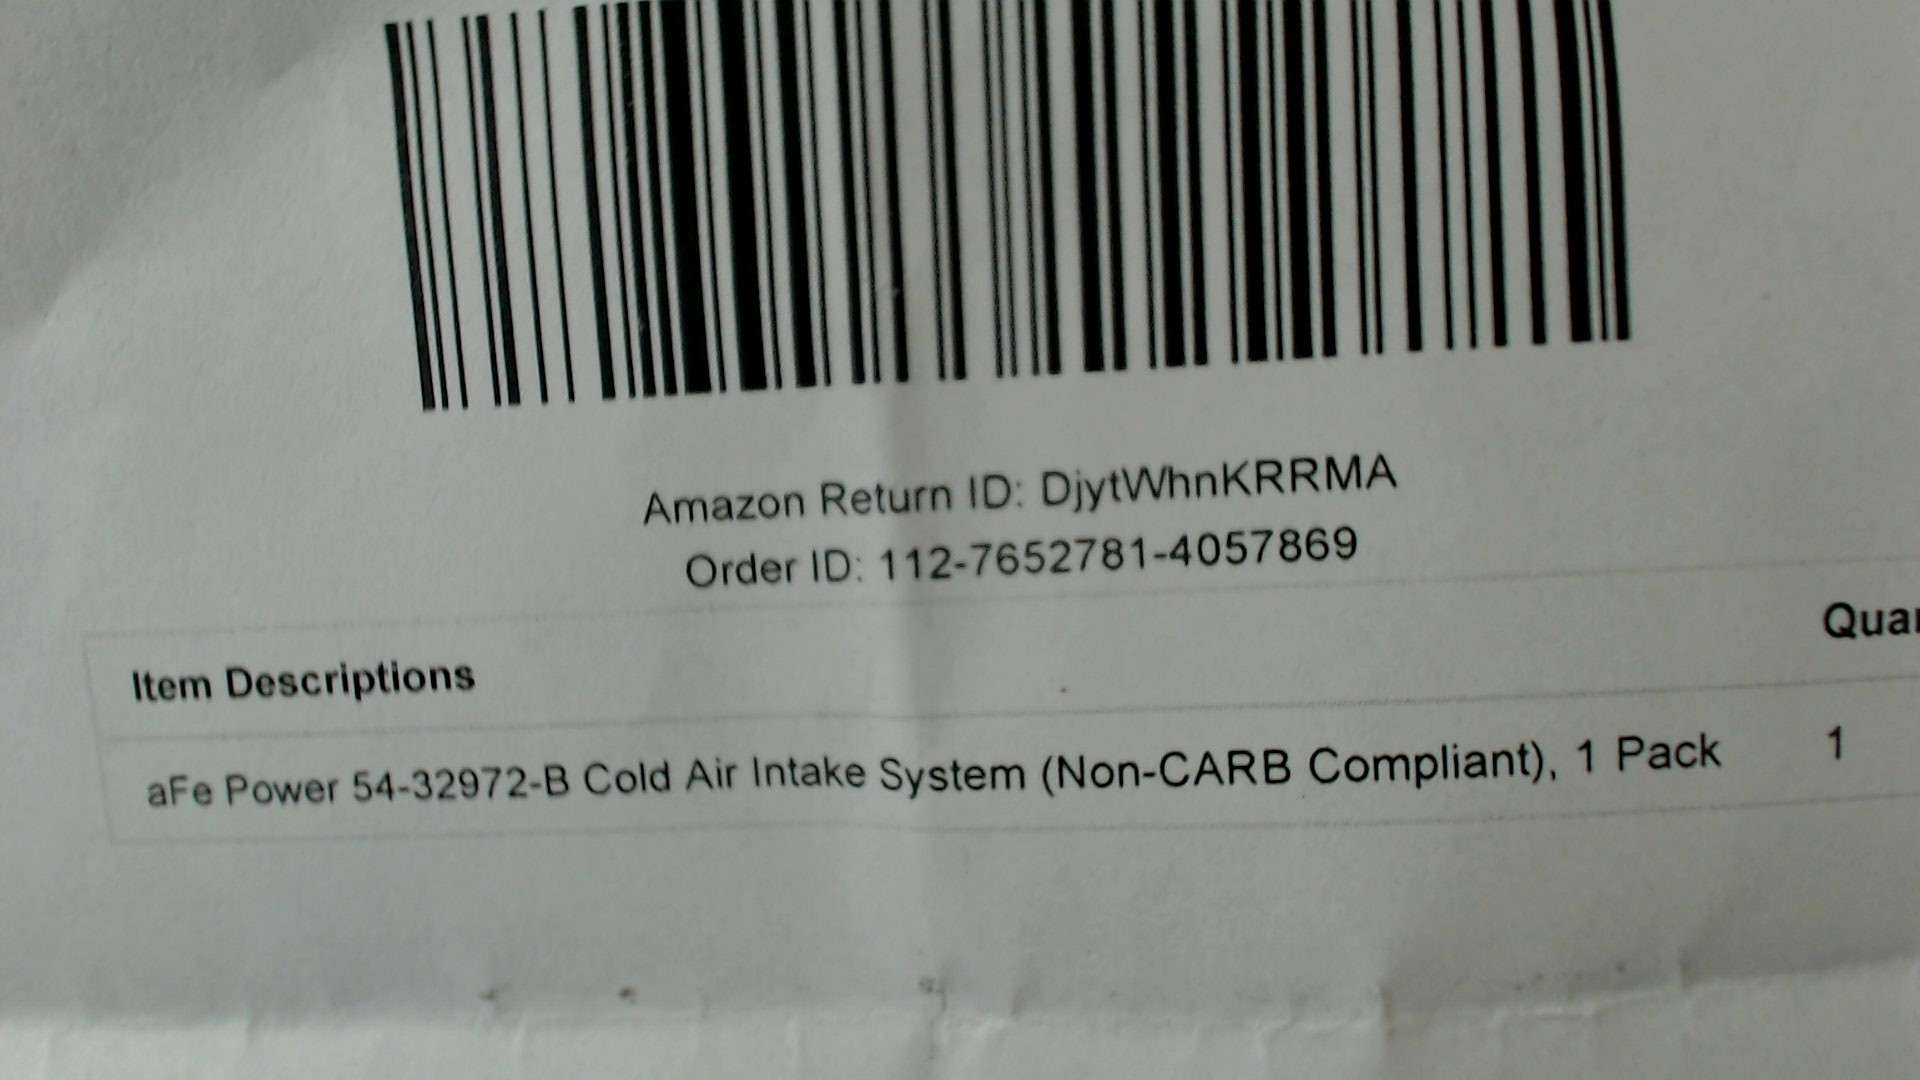 Amazon Return ID: DjytWhnKRRMA
Order ID: 112-7652781-4057869
Item Descriptions Quan
aFe Power 54-32972-B Cold Air Intake System (Non-CARB Compliant), 1 Pack 1